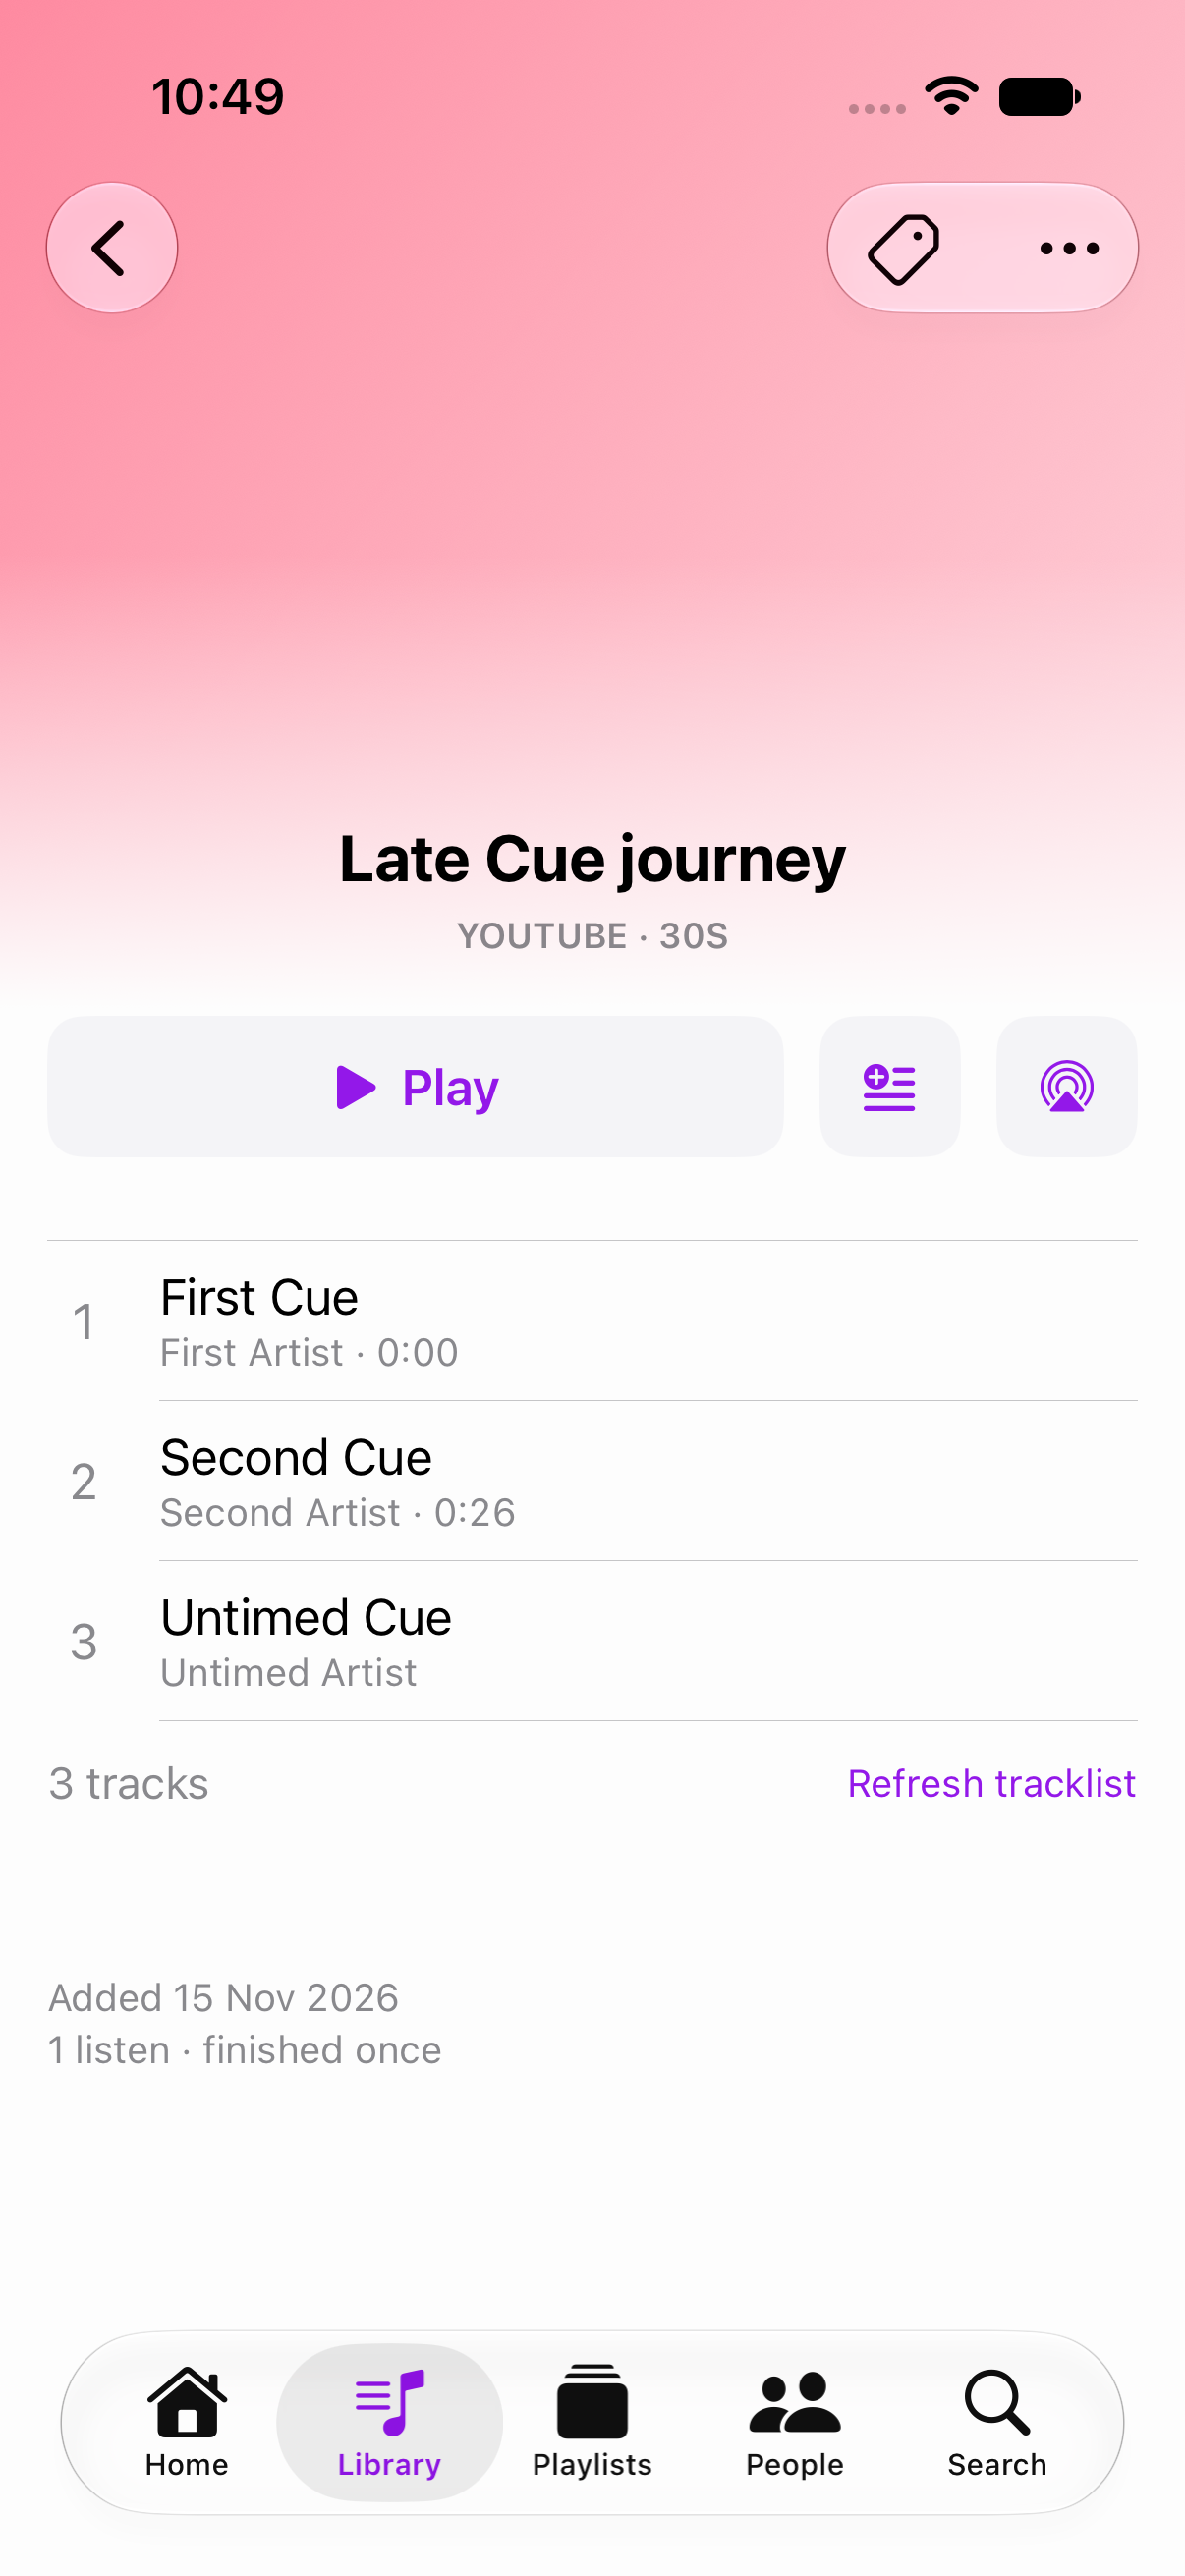 10:49
Late Cue journey
YOUTUBE · 30S
Play
1
First Cue
First Artist · 0:00
2
Second Cue
Second Artist · 0:26
3
Untimed Cue
Untimed Artist
3 tracks
Refresh tracklist
Added 15 Nov 2026
1 listen · finished once
Home
Library
Playlists
People
Search